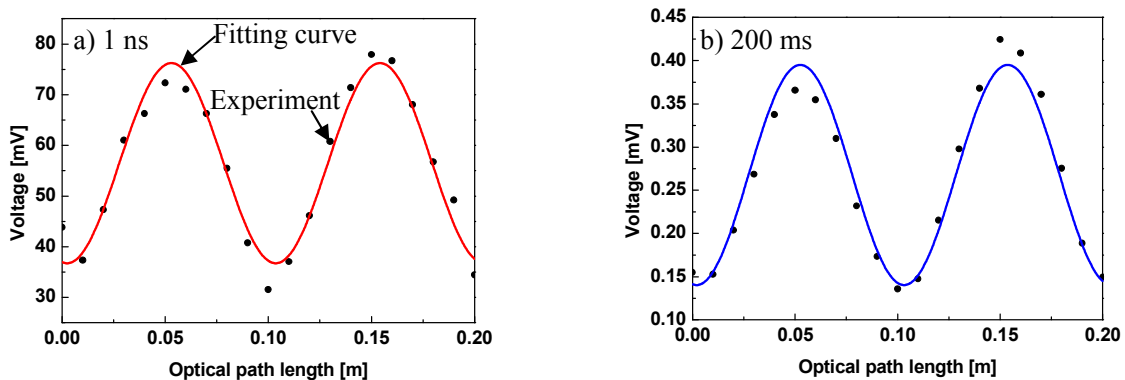 a) 1 ns
Fitting curve
Experiment
80
70
60
50
40
30
Voltage [mV]
0.00 0.05 0.10 0.15 0.20
Optical path length [m]
b) 200 ms
0.45
0.40
0.35
0.30
0.25
0.20
0.15
0.10
Voltage [mV]
0.00 0.05 0.10 0.15 0.20
Optical path length [m]